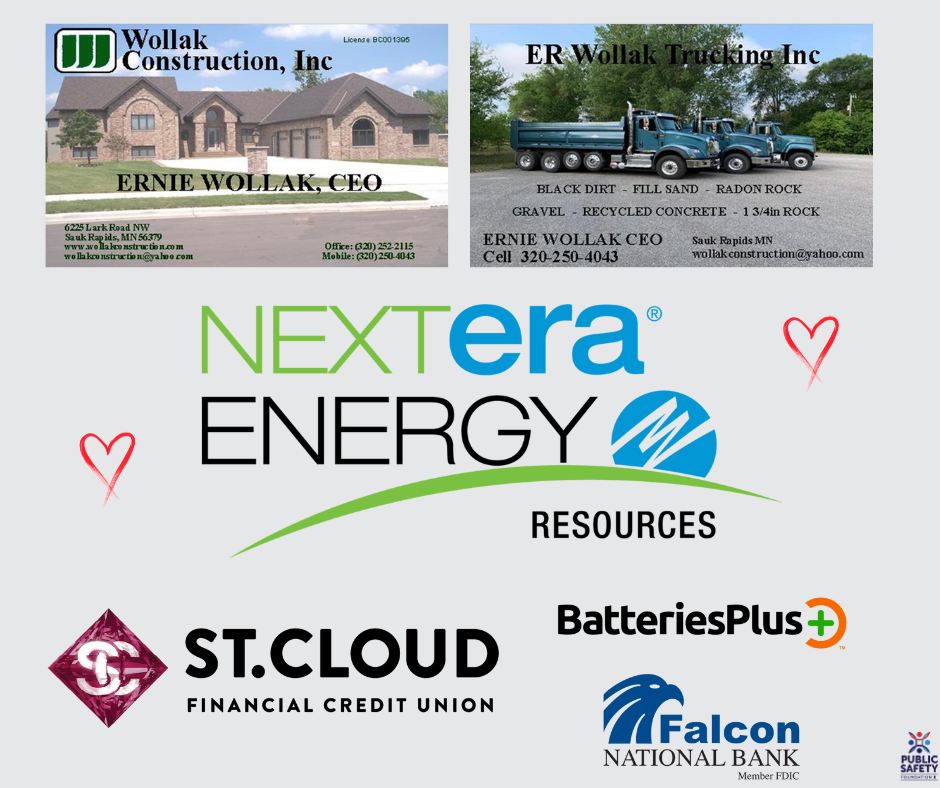 Wollak
Construction, Inc
License BC001395
ERNIE WOLLAK, CEO
6225 Lark Road NW
Sauk Rapids, MN 56379
www.wollakconstruction.com
wollakconstruction@yahoo.com
Office: (320) 252-2115
Mobile: (320) 250-4043
ER Wollak Trucking Inc
BLACK DIRT - FILL SAND - RADON ROCK
GRAVEL - RECYCLED CONCRETE - 1 3/4in ROCK
ERNIE WOLLAK CEO
Cell 320-250-4043
Sauk Rapids MN
wollakconstruction@yahoo.com
NEXTera®
ENERGY
RESOURCES
SC
ST.CLOUD
FINANCIAL CREDIT UNION
BatteriesPlus+
TM
Falcon
NATIONAL BANK
Member FDIC
PUBLIC
SAFETY
FOUNDATION